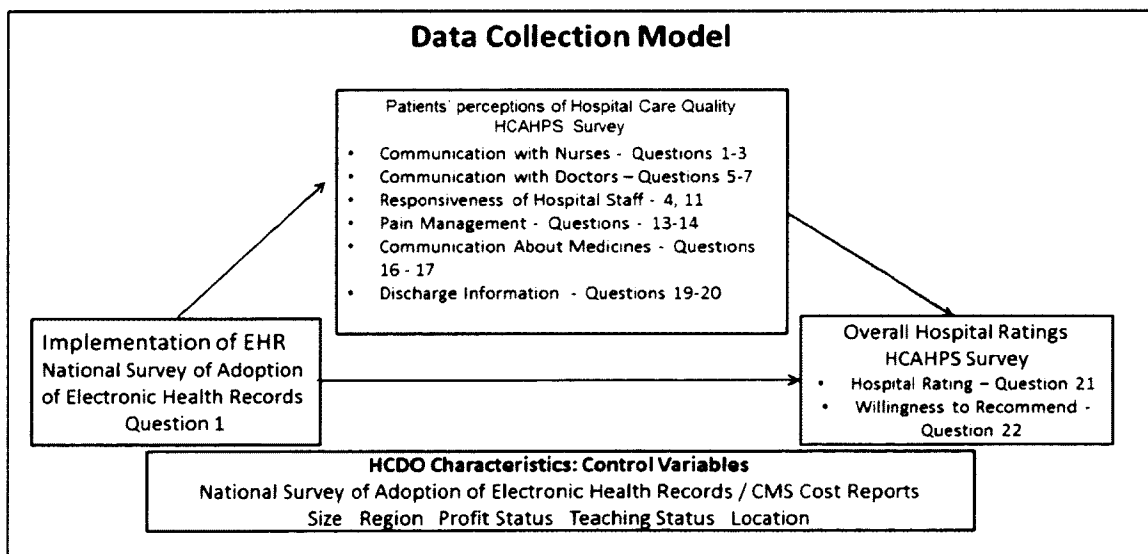 Data Collection Model
Patients' perceptions of Hospital Care Quality
HCAHPS Survey
• Communication with Nurses - Questions 1-3
• Communication with Doctors – Questions 5-7
• Responsiveness of Hospital Staff - 4, 11
• Pain Management - Questions - 13-14
• Communication About Medicines - Questions
16 - 17
• Discharge Information - Questions 19-20
Implementation of EHR
National Survey of Adoption
of Electronic Health Records
Question 1
Overall Hospital Ratings
HCAHPS Survey
• Hospital Rating – Question 21
• Willingness to Recommend -
Question 22
HCDO Characteristics: Control Variables
National Survey of Adoption of Electronic Health Records / CMS Cost Reports
Size Region Profit Status Teaching Status Location